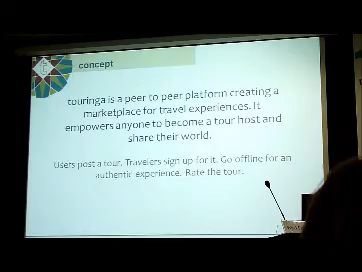 concept
touringa is a peer to peer platform creating a
marketplace for travel experiences. It
empowers anyone to become a tour host and
share their world.
Users post a tour. Travelers sign up for it. Go offline for an
authentic experience. Rate the tour.